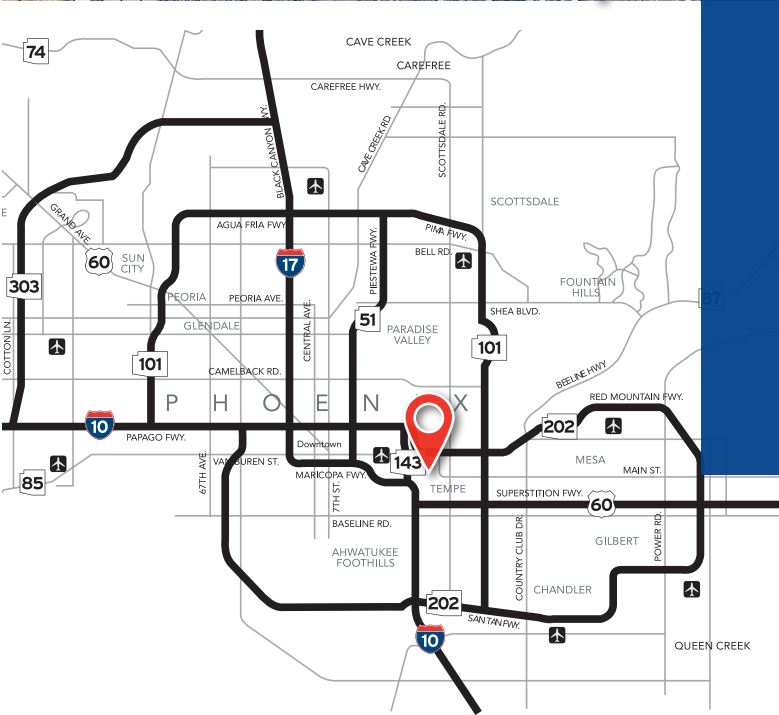 CAVE CREEK
74
CAREFREE
CAREFREE HWY.
BLACK CANYON FWY.
CAVE CREEK RD
SCOTTSDALE RD.
SCOTTSDALE
GRAND AVE.
AGUA FRIA FWY.
PIMA FWY.
PIESTEWA FWY.
BELL RD.
60
SUN
CITY
17
303
FOUNTAIN
HILLS
87
PEORIA
PEORIA AVE.
SHEA BLVD.
51
GLENDALE
CENTRAL AVE.
PARADISE
VALLEY
COTTON LN.
101
101
CAMELBACK RD.
BEELINE HWY
PHOENIX
RED MOUNTAIN FWY.
10
202
PAPAGO FWY.
Downtown
67TH AVE.
VAN BUREN ST.
143
MESA
MARICOPA FWY.
MAIN ST.
85
7TH ST.
TEMPE
SUPERSTITION FWY.
60
BASELINE RD.
COUNTRY CLUB DR.
POWER RD.
GILBERT
AHWATUKEE
FOOTHILLS
CHANDLER
202
SANTAN FWY.
10
QUEEN CREEK